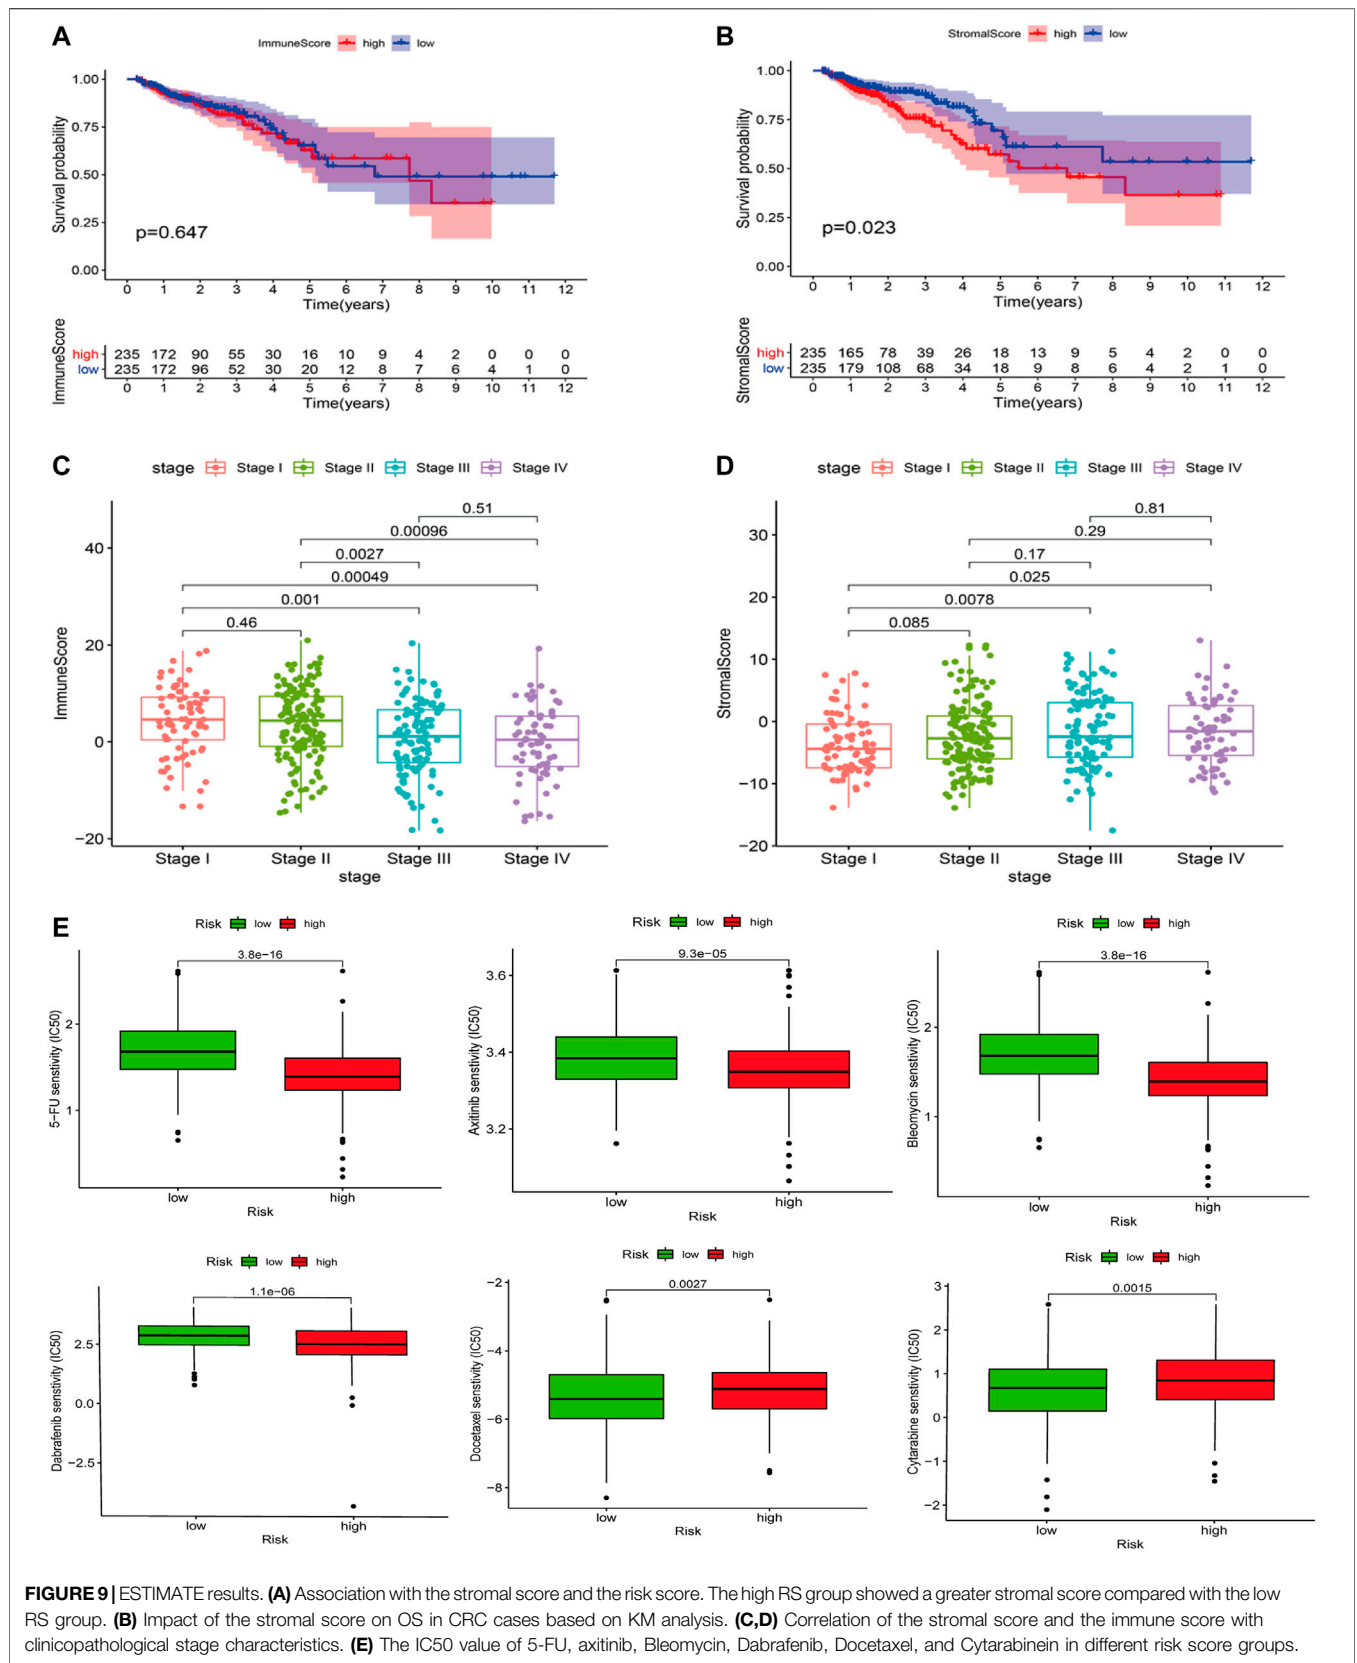 A
ImmuneScore high low
Survival probability
1.00
0.75
0.50
0.25
0.00
p=0.647
0 1 2 3 4 5 6 7 8 9 10 11 12
Time(years)
ImmuneScore
high 235 172 90 55 30 16 10 9 4 2 0 0 0
low 235 172 96 52 30 20 12 8 7 6 4 1 0
0 1 2 3 4 5 6 7 8 9 10 11 12
Time(years)
B
StromalScore high low
Survival probability
1.00
0.75
0.50
0.25
0.00
p=0.023
0 1 2 3 4 5 6 7 8 9 10 11 12
Time(years)
StromalScore
high 235 165 78 39 26 18 13 9 5 4 2 0 0
low 235 179 108 68 34 18 9 8 6 4 2 1 0
0 1 2 3 4 5 6 7 8 9 10 11 12
Time(years)
C
stage Stage I Stage II Stage III Stage IV
ImmuneScore
40
20
0
−20
0.51
0.00096
0.0027
0.00049
0.001
0.46
Stage I Stage II Stage III Stage IV
stage
D
stage Stage I Stage II Stage III Stage IV
StromalScore
30
20
10
0
−10
−20
0.81
0.29
0.17
0.025
0.0078
0.085
Stage I Stage II Stage III Stage IV
stage
E
Risk low high
5−FU senstivity (IC50)
2
1
3.8e−16
low high
Risk
Risk low high
Axitinib senstivity (IC50)
3.6
3.4
3.2
9.3e−05
low high
Risk
Risk low high
Bleomycin senstivity (IC50)
2
1
3.8e−16
low high
Risk
Risk low high
Dabrafenib senstivity (IC50)
2.5
0.0
−2.5
1.1e−06
low high
Risk
Risk low high
Docetaxel senstivity (IC50)
−2
−4
−6
−8
0.0027
low high
Risk
Risk low high
Cytarabine senstivity (IC50)
3
2
1
0
−1
−2
0.0015
low high
Risk
FIGURE 9 | ESTIMATE results. (A) Association with the stromal score and the risk score. The high RS group showed a greater stromal score compared with the low
RS group. (B) Impact of the stromal score on OS in CRC cases based on KM analysis. (C,D) Correlation of the stromal score and the immune score with
clinicopathological stage characteristics. (E) The IC50 value of 5-FU, axitinib, Bleomycin, Dabrafenib, Docetaxel, and Cytarabinein in different risk score groups.